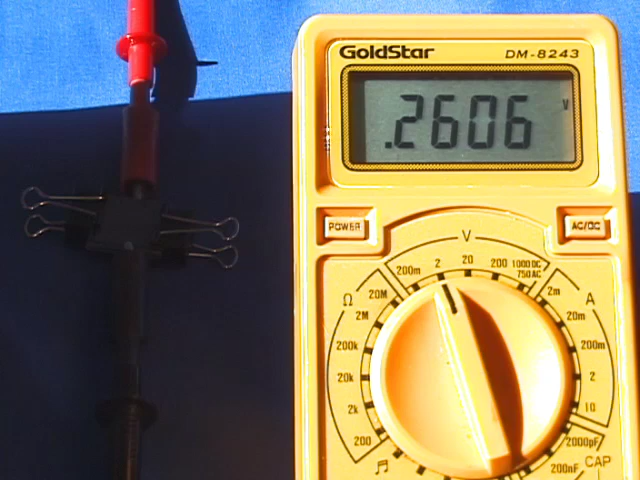 GoldStar DM-8243
.2606 V
POWER AC/DC
V
200m 2 20 200 1000DC
750AC
Ω 20M 2m A
2M 20m
200k 200m
20k 2
2k 10
200 2000pF
200nF CAP